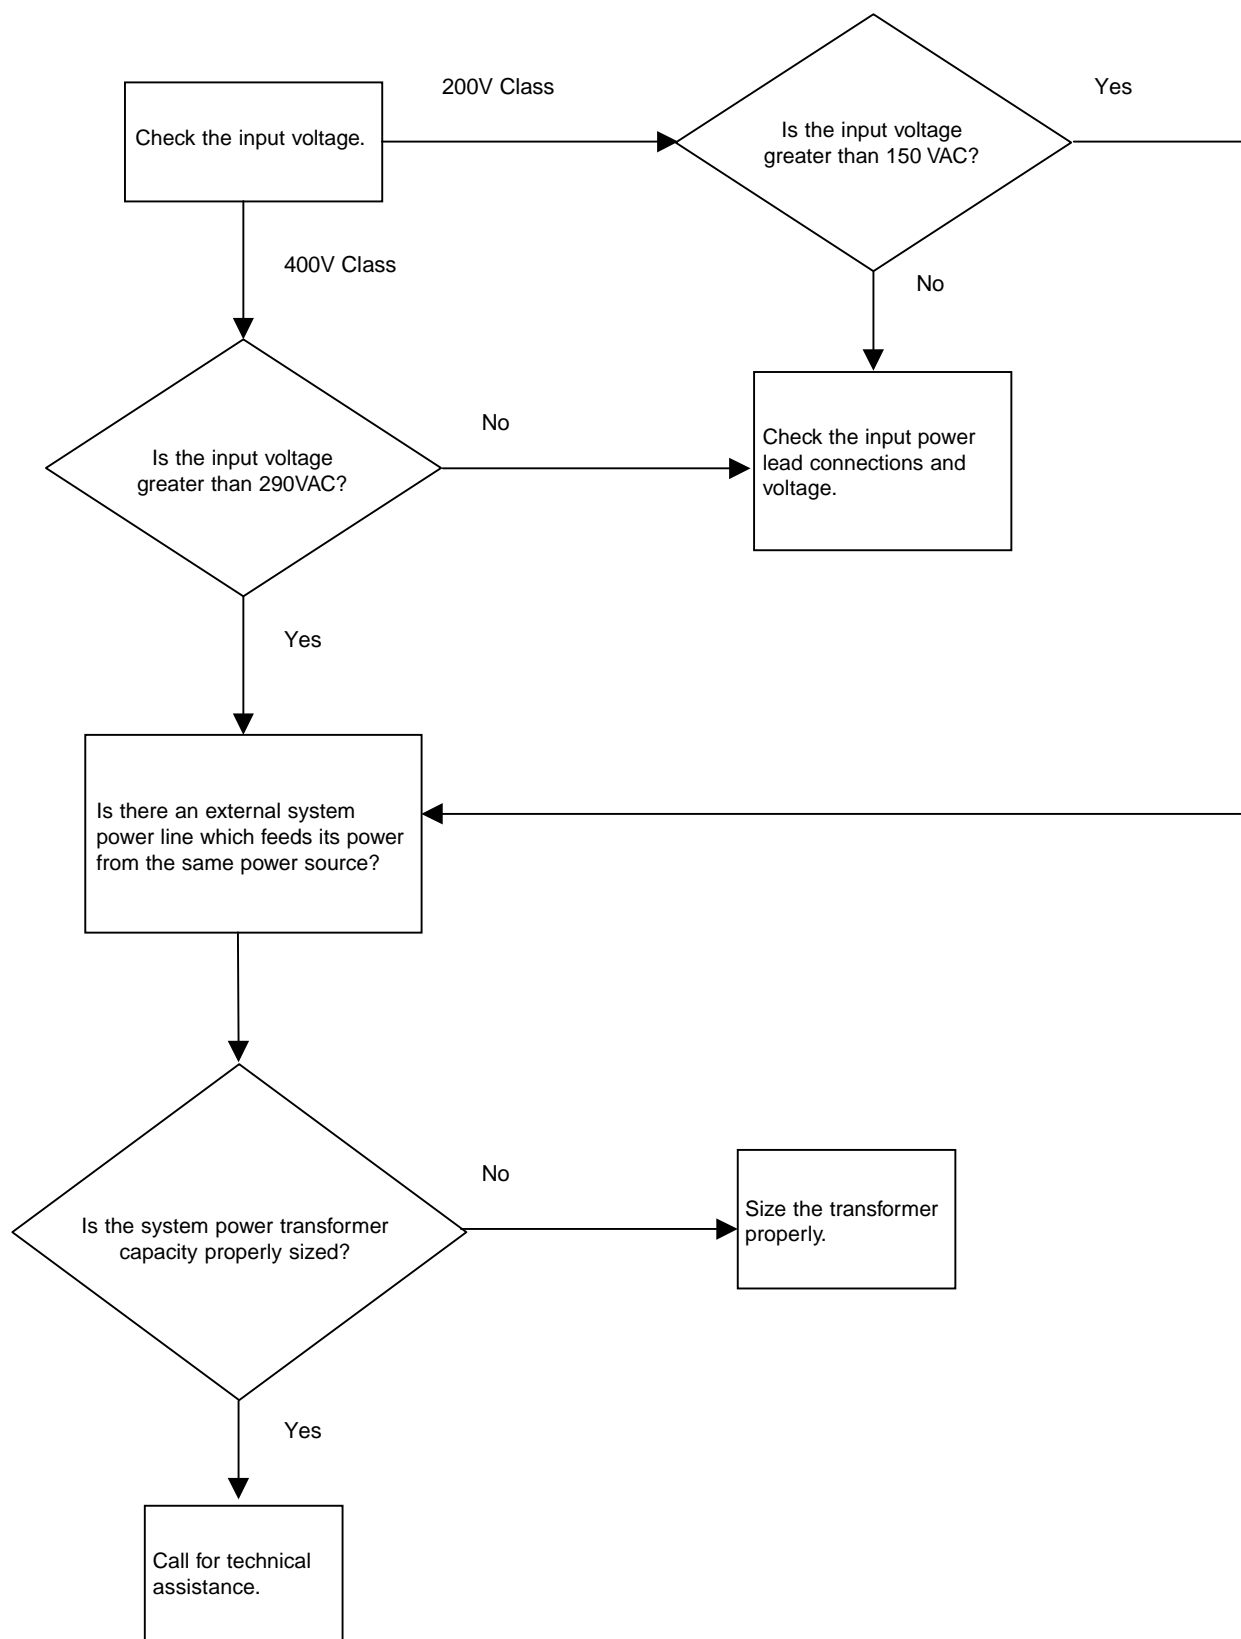 200V Class
Yes
Check the input voltage.
Is the input voltage
greater than 150 VAC?
400V Class
No
Is the input voltage
greater than 290VAC?
No
Check the input power
lead connections and
voltage.
Yes
Is there an external system
power line which feeds its power
from the same power source?
No
Is the system power transformer
capacity properly sized?
Size the transformer
properly.
Yes
Call for technical
assistance.